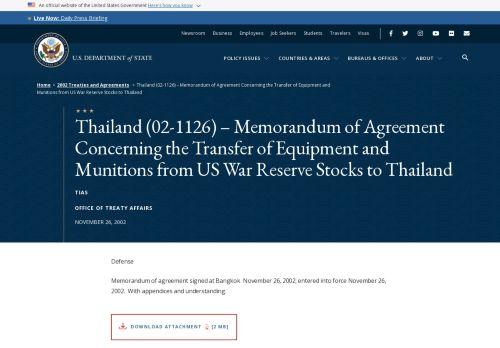 An official website of the United States Government Here's how you know
Live Now: Daily Press Briefing
Newsroom Business Employees Job Seekers Students Travelers Visas
U.S. DEPARTMENT of STATE
POLICY ISSUES COUNTRIES & AREAS BUREAUS & OFFICES ABOUT
Home > 2002 Treaties and Agreements > Thailand (02-1126) – Memorandum of Agreement Concerning the Transfer of Equipment and
Munitions from US War Reserve Stocks to Thailand
Thailand (02-1126) – Memorandum of Agreement
Concerning the Transfer of Equipment and
Munitions from US War Reserve Stocks to Thailand
TIAS
OFFICE OF TREATY AFFAIRS
NOVEMBER 26, 2002
Defense
Memorandum of agreement signed at Bangkok November 26, 2002; entered into force November 26,
2002. With appendices and understanding.
DOWNLOAD ATTACHMENT [2 MB]